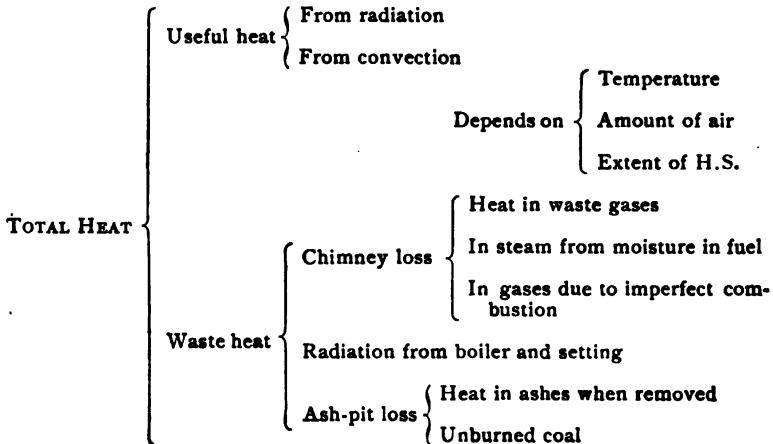 From radiation
Useful heat
From convection
Temperature
Depends on
Amount of air
Extent of H.S.
TOTAL HEAT
Heat in waste gases
Chimney loss
In steam from moisture in fuel
In gases due to imperfect com-
bustion
Waste heat
Radiation from boiler and setting
Heat in ashes when removed
Ash-pit loss
Unburned coal